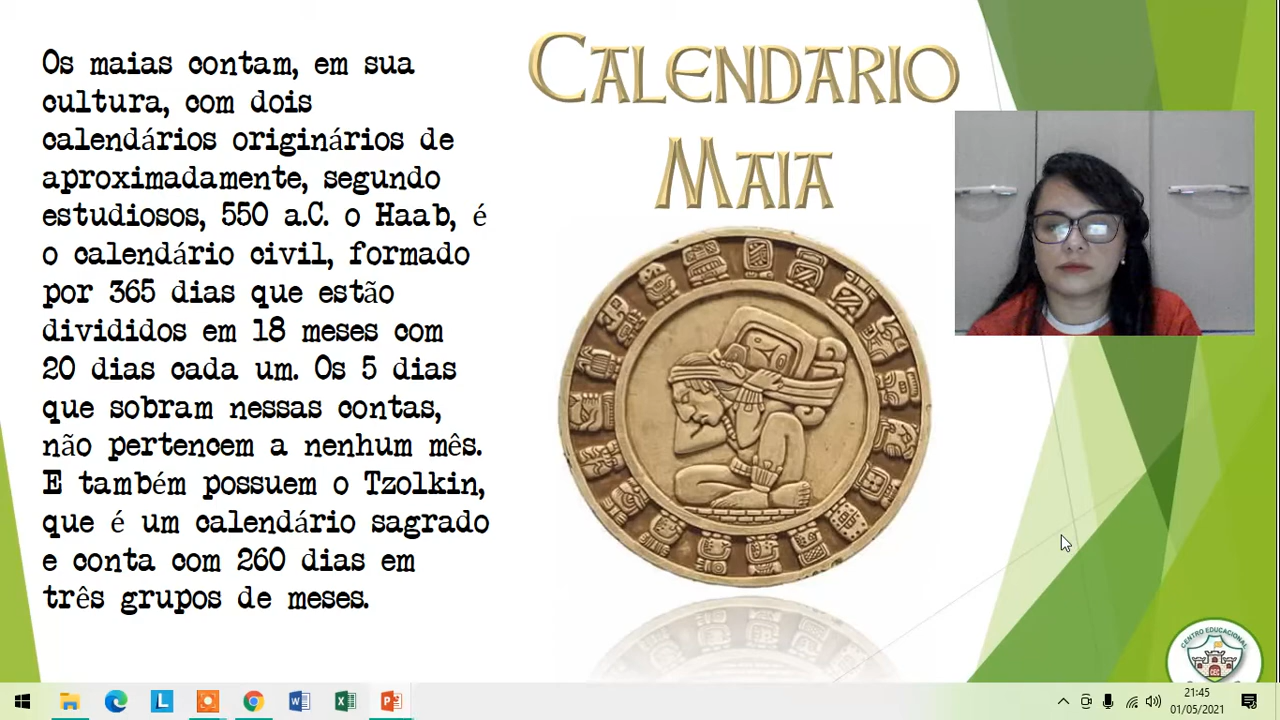 Os maias contam, em sua
cultura, com dois
calendários originários de
aproximadamente, segundo
estudiosos, 550 a.C. o Haab, é
o calendário civil, formado
por 365 dias que estão
divididos em 18 meses com
20 dias cada um. Os 5 dias
que sobram nessas contas,
não pertencem a nenhum mês.
E também possuem o Tzolkin,
que é um calendário sagrado
e conta com 260 dias em
três grupos de meses.
CALENDARIO
MAIA
CENTRO EDUCACIONAL
CEC
21:45
01/05/2021